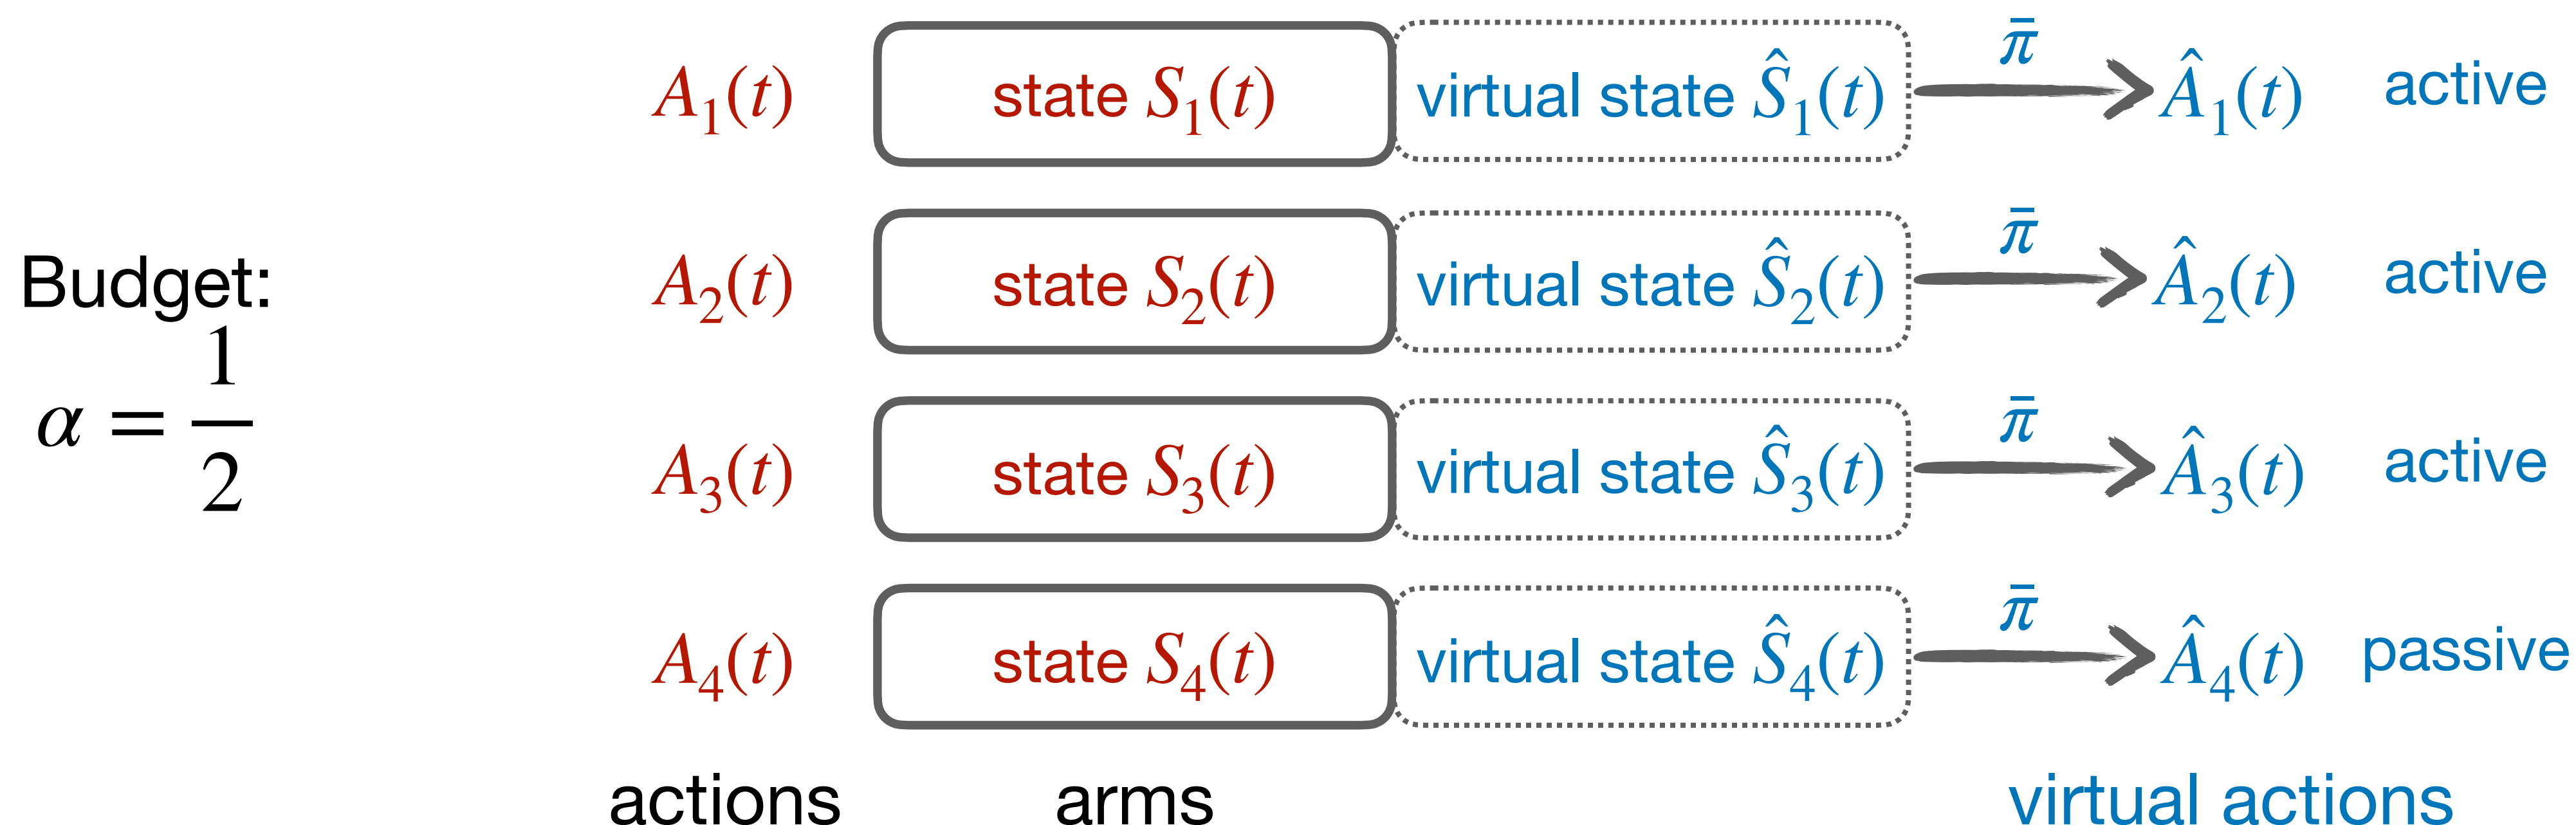 A₁(t) state S₁(t) virtual state Ŝ₁(t) π̄ Â₁(t) active
Budget:
α = 1/2
A₂(t) state S₂(t) virtual state Ŝ₂(t) π̄ Â₂(t) active
A₃(t) state S₃(t) virtual state Ŝ₃(t) π̄ Â₃(t) active
A₄(t) state S₄(t) virtual state Ŝ₄(t) π̄ Â₄(t) passive
actions arms virtual actions